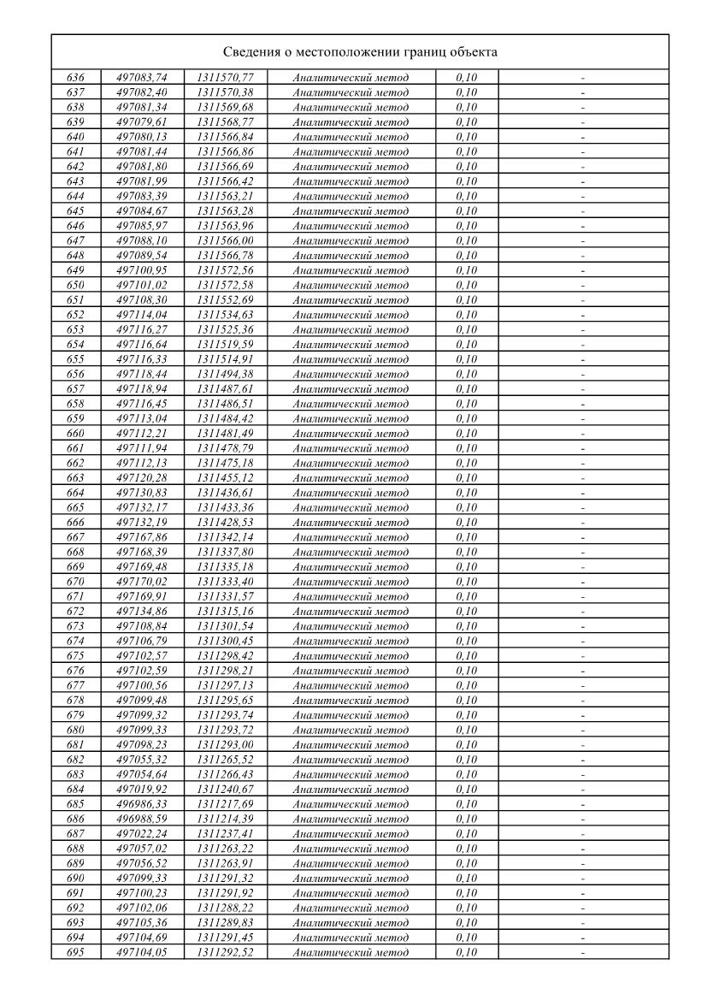 Сведения о местоположении границ объекта
636 497083,74 1311570,77 Аналитический метод 0,10 -
637 497082,40 1311570,38 Аналитический метод 0,10 -
638 497081,34 1311569,68 Аналитический метод 0,10 -
639 497079,61 1311568,77 Аналитический метод 0,10 -
640 497080,13 1311566,84 Аналитический метод 0,10 -
641 497081,44 1311566,86 Аналитический метод 0,10 -
642 497081,80 1311566,69 Аналитический метод 0,10 -
643 497081,99 1311566,42 Аналитический метод 0,10 -
644 497083,39 1311563,21 Аналитический метод 0,10 -
645 497084,67 1311563,28 Аналитический метод 0,10 -
646 497085,97 1311563,96 Аналитический метод 0,10 -
647 497088,10 1311566,00 Аналитический метод 0,10 -
648 497089,54 1311566,78 Аналитический метод 0,10 -
649 497100,95 1311572,56 Аналитический метод 0,10 -
650 497101,02 1311572,58 Аналитический метод 0,10 -
651 497108,30 1311552,69 Аналитический метод 0,10 -
652 497114,04 1311534,63 Аналитический метод 0,10 -
653 497116,27 1311525,36 Аналитический метод 0,10 -
654 497116,64 1311519,59 Аналитический метод 0,10 -
655 497116,33 1311514,91 Аналитический метод 0,10 -
656 497118,44 1311494,38 Аналитический метод 0,10 -
657 497118,94 1311487,61 Аналитический метод 0,10 -
658 497116,45 1311486,51 Аналитический метод 0,10 -
659 497113,04 1311484,42 Аналитический метод 0,10 -
660 497112,21 1311481,49 Аналитический метод 0,10 -
661 497111,94 1311478,79 Аналитический метод 0,10 -
662 497112,13 1311475,18 Аналитический метод 0,10 -
663 497120,28 1311455,12 Аналитический метод 0,10 -
664 497130,83 1311436,61 Аналитический метод 0,10 -
665 497132,17 1311433,36 Аналитический метод 0,10 -
666 497132,19 1311428,53 Аналитический метод 0,10 -
667 497167,86 1311342,14 Аналитический метод 0,10 -
668 497168,39 1311337,80 Аналитический метод 0,10 -
669 497169,48 1311335,18 Аналитический метод 0,10 -
670 497170,02 1311333,40 Аналитический метод 0,10 -
671 497169,91 1311331,57 Аналитический метод 0,10 -
672 497134,86 1311315,16 Аналитический метод 0,10 -
673 497108,84 1311301,54 Аналитический метод 0,10 -
674 497106,79 1311300,45 Аналитический метод 0,10 -
675 497102,57 1311298,42 Аналитический метод 0,10 -
676 497102,59 1311298,21 Аналитический метод 0,10 -
677 497100,56 1311297,13 Аналитический метод 0,10 -
678 497099,48 1311295,65 Аналитический метод 0,10 -
679 497099,32 1311293,74 Аналитический метод 0,10 -
680 497099,33 1311293,72 Аналитический метод 0,10 -
681 497098,23 1311293,00 Аналитический метод 0,10 -
682 497055,32 1311265,52 Аналитический метод 0,10 -
683 497054,64 1311266,43 Аналитический метод 0,10 -
684 497019,92 1311240,67 Аналитический метод 0,10 -
685 496986,33 1311217,69 Аналитический метод 0,10 -
686 496988,59 1311214,39 Аналитический метод 0,10 -
687 497022,24 1311237,41 Аналитический метод 0,10 -
688 497057,02 1311263,22 Аналитический метод 0,10 -
689 497056,52 1311263,91 Аналитический метод 0,10 -
690 497099,33 1311291,32 Аналитический метод 0,10 -
691 497100,23 1311291,92 Аналитический метод 0,10 -
692 497102,06 1311288,22 Аналитический метод 0,10 -
693 497105,36 1311289,83 Аналитический метод 0,10 -
694 497104,69 1311291,45 Аналитический метод 0,10 -
695 497104,05 1311292,52 Аналитический метод 0,10 -